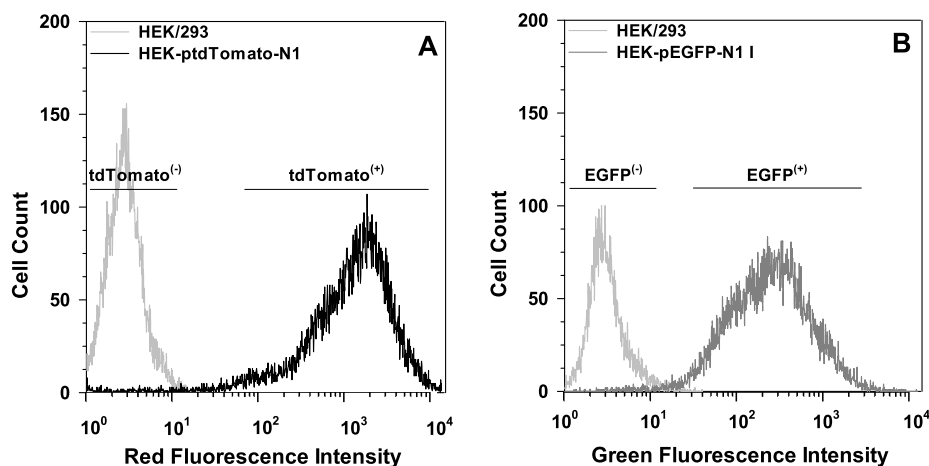 HEK/293
HEK-ptdTomato-N1
A
200
150
100
50
0
Cell Count
tdTomato(-)
tdTomato(+)
10^0
10^1
10^2
10^3
10^4
Red Fluorescence Intensity
HEK/293
HEK-pEGFP-N1 I
B
200
150
100
50
0
Cell Count
EGFP(-)
EGFP(+)
10^0
10^1
10^2
10^3
10^4
Green Fluorescence Intensity